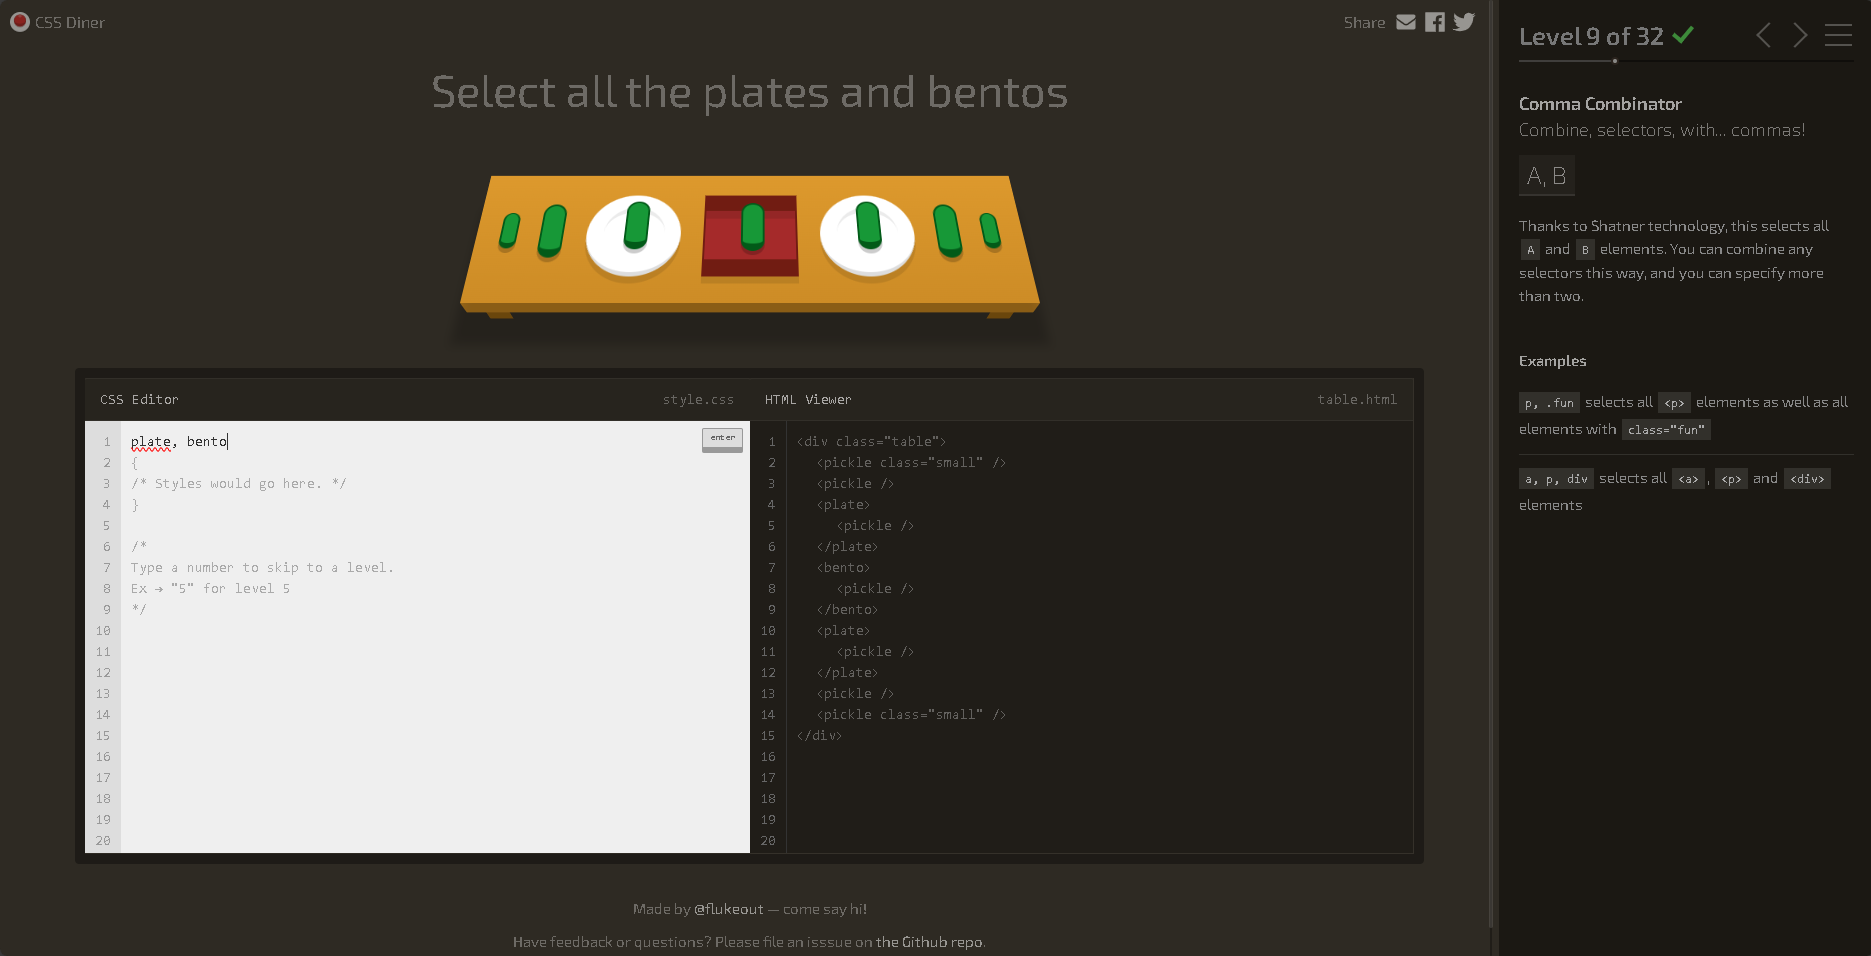 CSS Diner
Share
Select all the plates and bentos
CSS Editor style.css
1 plate, bento enter
2 {
3 /* Styles would go here. */
4 }
5
6 /*
7 Type a number to skip to a level.
8 Ex → "5" for level 5
9 */
10
11
12
13
14
15
16
17
18
19
20
HTML Viewer table.html
1 <div class="table">
2 <pickle class="small" />
3 <pickle />
4 <plate>
5 <pickle />
6 </plate>
7 <bento>
8 <pickle />
9 </bento>
10 <plate>
11 <pickle />
12 </plate>
13 <pickle />
14 <pickle class="small" />
15 </div>
16
17
18
19
20
Made by @flukeout — come say hi!
Have feedback or questions? Please file an isssue on the Github repo.
Level 9 of 32
Comma Combinator
Combine, selectors, with... commas!
A, B
Thanks to Shatner technology, this selects all
A and B elements. You can combine any
selectors this way, and you can specify more
than two.
Examples
p, .fun selects all <p> elements as well as all
elements with class="fun"
a, p, div selects all <a>, <p> and <div>
elements